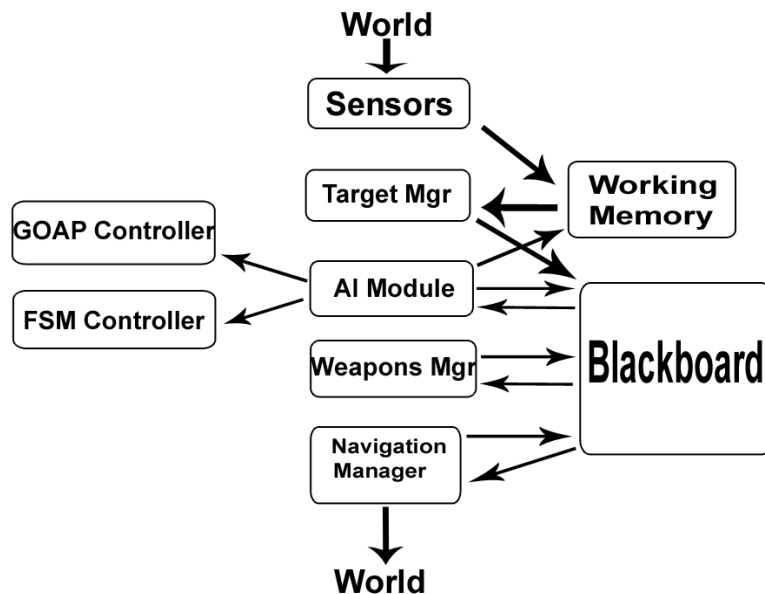 World
Sensors
Target Mgr
Working
Memory
GOAP Controller
AI Module
FSM Controller
Blackboard
Weapons Mgr
Navigation
Manager
World